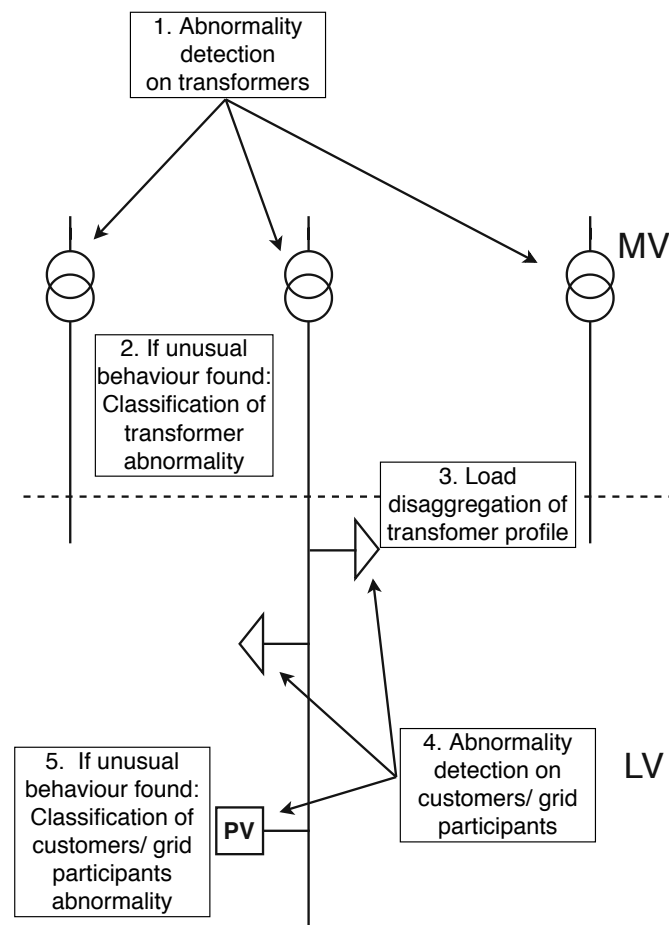 1. Abnormality
detection
on transformers
MV
2. If unusual
behaviour found:
Classification of
transformer
abnormality
3. Load
disaggregation of
transfomer profile
4. Abnormality
detection on
customers/ grid
participants
LV
5. If unusual
behaviour found:
Classification of
customers/ grid
participants
abnormality
PV